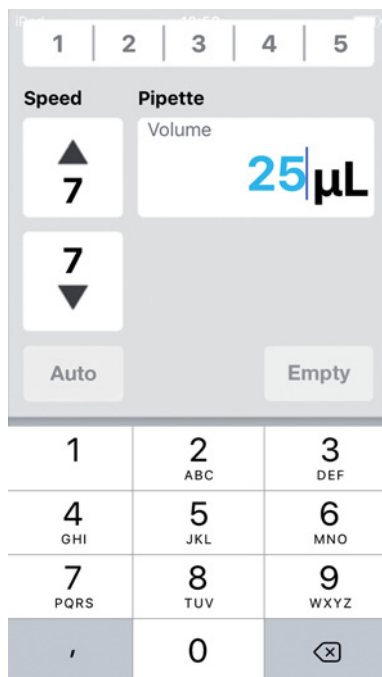 1 2 3 4 5
Speed Pipette
Volume
7
25 µL
7
Auto Empty
1 2 3
ABC DEF
4 5 6
GHI JKL MNO
7 8 9
PQRS TUV WXYZ
, 0